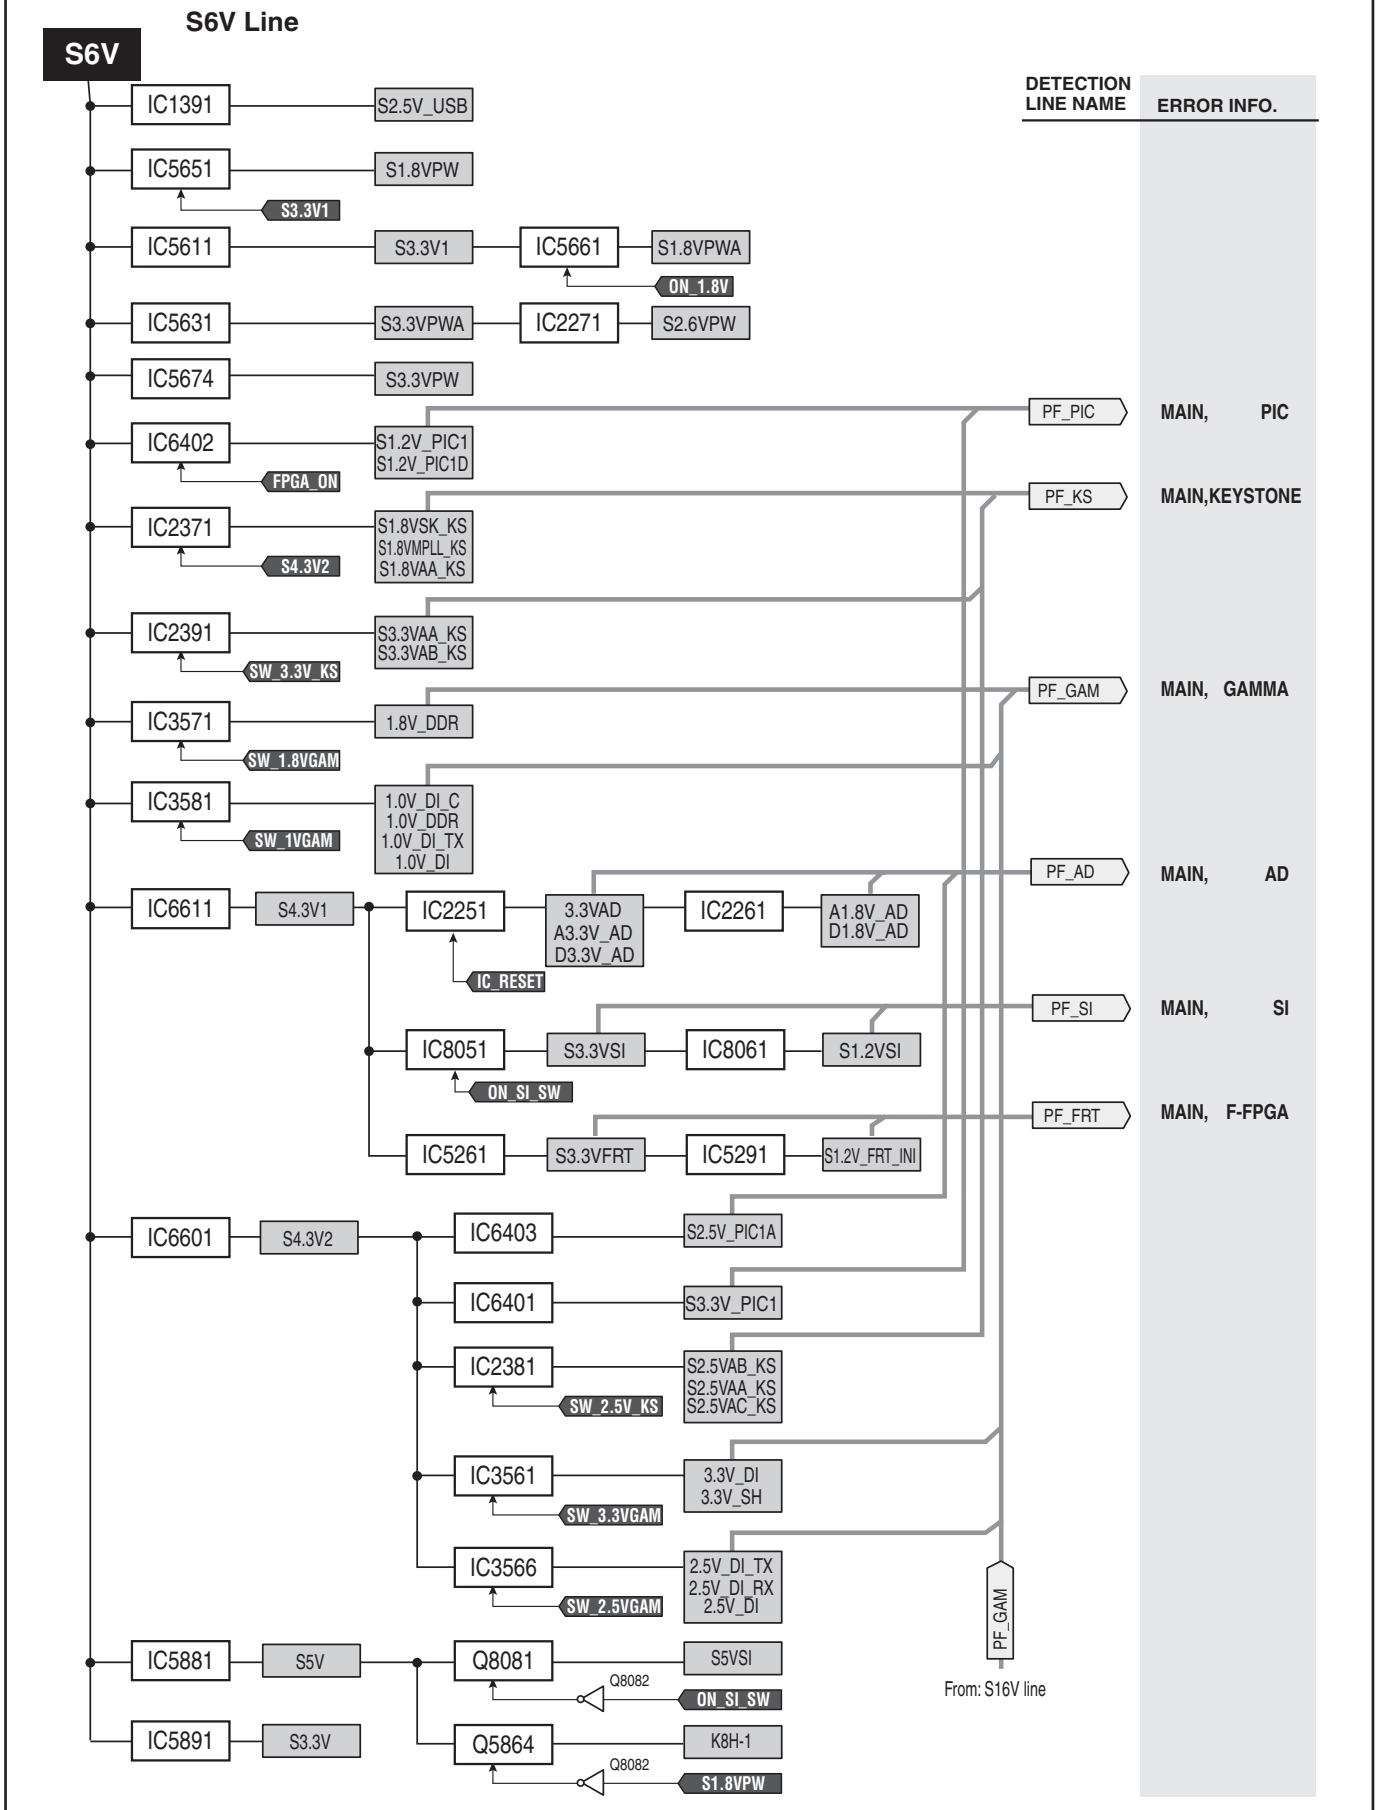 S6V Line
S6V
DETECTION
LINE NAME
ERROR INFO.
IC1391
S2.5V_USB
IC5651
S1.8VPW
S3.3V1
IC5611
S3.3V1
IC5661
S1.8VPWA
ON_1.8V
IC5631
S3.3VPWA
IC2271
S2.6VPW
IC5674
S3.3VPW
PF_PIC
MAIN, PIC
IC6402
S1.2V_PIC1
S1.2V_PIC1D
FPGA_ON
PF_KS
MAIN,KEYSTONE
IC2371
S1.8VSK_KS
S1.8VMPLL_KS
S1.8VAA_KS
S4.3V2
IC2391
S3.3VAA_KS
S3.3VAB_KS
SW_3.3V_KS
PF_GAM
MAIN, GAMMA
IC3571
1.8V_DDR
SW_1.8VGAM
IC3581
1.0V_DI_C
1.0V_DDR
1.0V_DI_TX
1.0V_DI
SW_1VGAM
PF_AD
MAIN, AD
IC6611
S4.3V1
IC2251
3.3VAD
A3.3V_AD
D3.3V_AD
IC2261
A1.8V_AD
D1.8V_AD
IC_RESET
PF_SI
MAIN, SI
IC8051
S3.3VSI
IC8061
S1.2VSI
ON_SI_SW
PF_FRT
MAIN, F-FPGA
IC5261
S3.3VFRT
IC5291
S1.2V_FRT_INI
IC6601
S4.3V2
IC6403
S2.5V_PIC1A
IC6401
S3.3V_PIC1
IC2381
S2.5VAB_KS
S2.5VAA_KS
S2.5VAC_KS
SW_2.5V_KS
IC3561
3.3V_DI
3.3V_SH
SW_3.3VGAM
IC3566
2.5V_DI_TX
2.5V_DI_RX
2.5V_DI
SW_2.5VGAM
PF_GAM
From: S16V line
IC5881
S5V
Q8081
S5VSI
Q8082
ON_SI_SW
IC5891
S3.3V
Q5864
K8H-1
Q8082
S1.8VPW